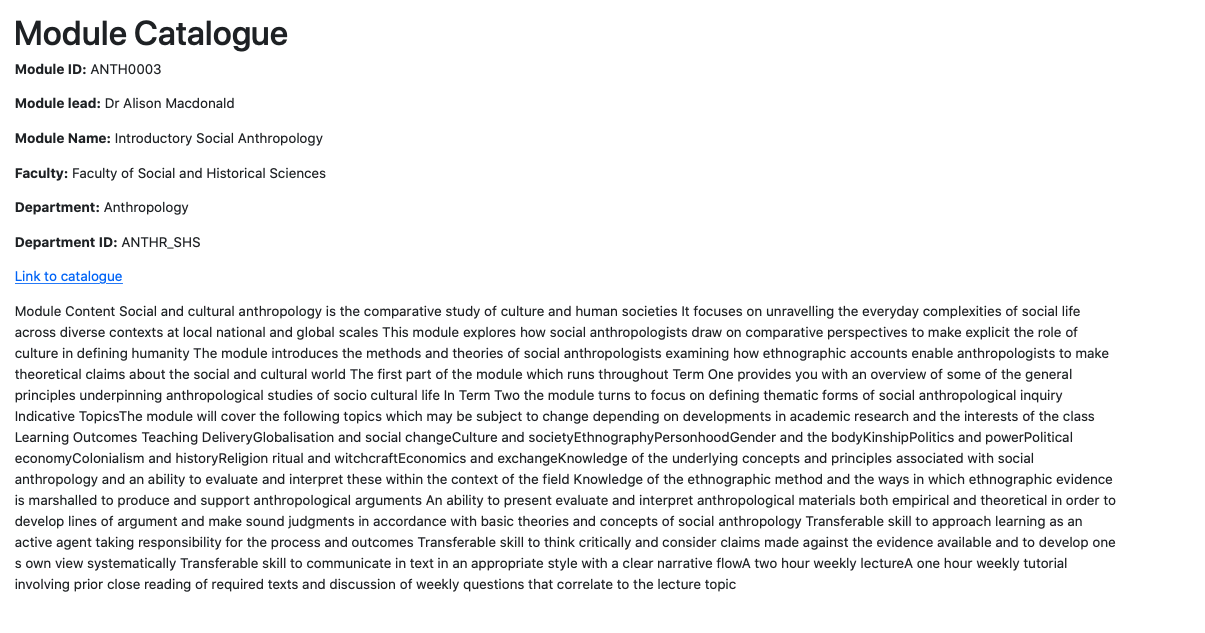 Module Catalogue
Module ID: ANTH0003
Module lead: Dr Alison Macdonald
Module Name: Introductory Social Anthropology
Faculty: Faculty of Social and Historical Sciences
Department: Anthropology
Department ID: ANTHR_SHS
Link to catalogue
Module Content Social and cultural anthropology is the comparative study of culture and human societies It focuses on unravelling the everyday complexities of social life
across diverse contexts at local national and global scales This module explores how social anthropologists draw on comparative perspectives to make explicit the role of
culture in defining humanity The module introduces the methods and theories of social anthropologists examining how ethnographic accounts enable anthropologists to make
theoretical claims about the social and cultural world The first part of the module which runs throughout Term One provides you with an overview of some of the general
principles underpinning anthropological studies of socio cultural life In Term Two the module turns to focus on defining thematic forms of social anthropological inquiry
Indicative TopicsThe module will cover the following topics which may be subject to change depending on developments in academic research and the interests of the class
Learning Outcomes Teaching DeliveryGlobalisation and social changeCulture and societyEthnographyPersonhoodGender and the bodyKinshipPolitics and powerPolitical
economyColonialism and historyReligion ritual and witchcraftEconomics and exchangeKnowledge of the underlying concepts and principles associated with social
anthropology and an ability to evaluate and interpret these within the context of the field Knowledge of the ethnographic method and the ways in which ethnographic evidence
is marshalled to produce and support anthropological arguments An ability to present evaluate and interpret anthropological materials both empirical and theoretical in order to
develop lines of argument and make sound judgments in accordance with basic theories and concepts of social anthropology Transferable skill to approach learning as an
active agent taking responsibility for the process and outcomes Transferable skill to think critically and consider claims made against the evidence available and to develop one
s own view systematically Transferable skill to communicate in text in an appropriate style with a clear narrative flowA two hour weekly lectureA one hour weekly tutorial
involving prior close reading of required texts and discussion of weekly questions that correlate to the lecture topic